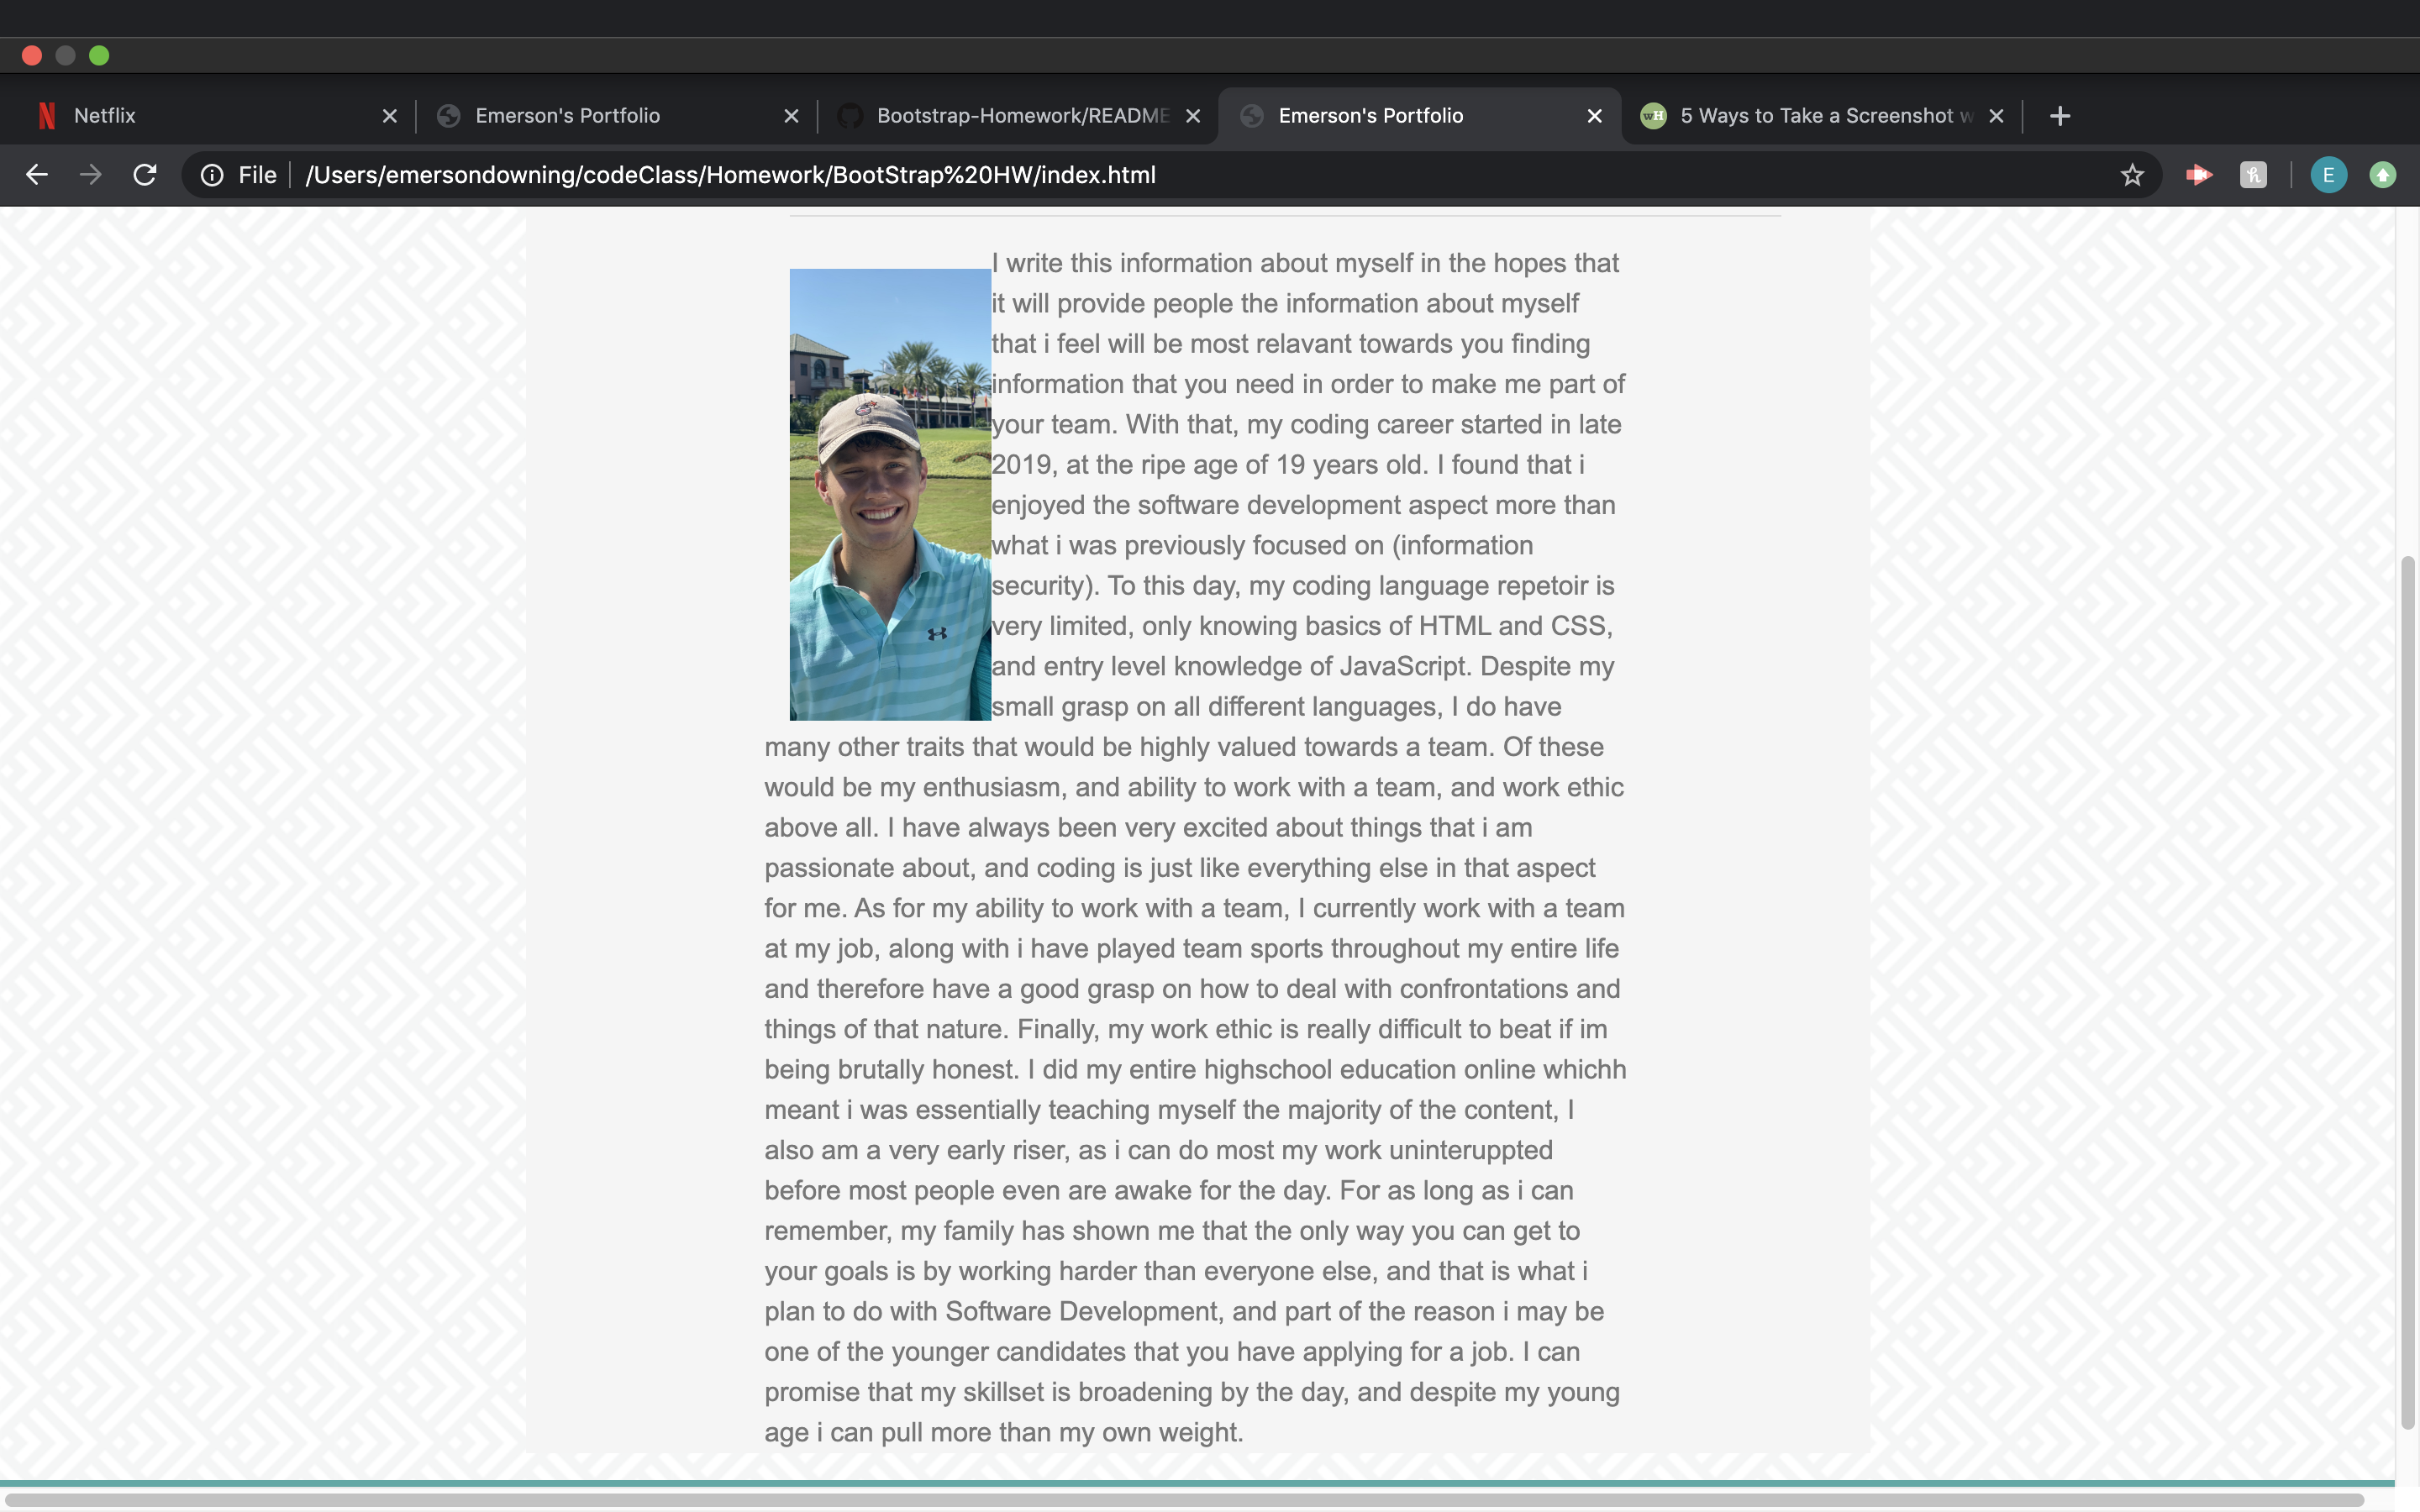 Netflix
Emerson's Portfolio
Bootstrap-Homework/README
Emerson's Portfolio
5 Ways to Take a Screenshot w
File
/Users/emersondowning/codeClass/Homework/BootStrap%20HW/index.html
E
I write this information about myself in the hopes that
it will provide people the information about myself
that i feel will be most relavant towards you finding
information that you need in order to make me part of
your team. With that, my coding career started in late
2019, at the ripe age of 19 years old. I found that i
enjoyed the software development aspect more than
what i was previously focused on (information
security). To this day, my coding language repetoir is
very limited, only knowing basics of HTML and CSS,
and entry level knowledge of JavaScript. Despite my
small grasp on all different languages, I do have
many other traits that would be highly valued towards a team. Of these
would be my enthusiasm, and ability to work with a team, and work ethic
above all. I have always been very excited about things that i am
passionate about, and coding is just like everything else in that aspect
for me. As for my ability to work with a team, I currently work with a team
at my job, along with i have played team sports throughout my entire life
and therefore have a good grasp on how to deal with confrontations and
things of that nature. Finally, my work ethic is really difficult to beat if im
being brutally honest. I did my entire highschool education online whichh
meant i was essentially teaching myself the majority of the content, I
also am a very early riser, as i can do most my work uninteruppted
before most people even are awake for the day. For as long as i can
remember, my family has shown me that the only way you can get to
your goals is by working harder than everyone else, and that is what i
plan to do with Software Development, and part of the reason i may be
one of the younger candidates that you have applying for a job. I can
promise that my skillset is broadening by the day, and despite my young
age i can pull more than my own weight.